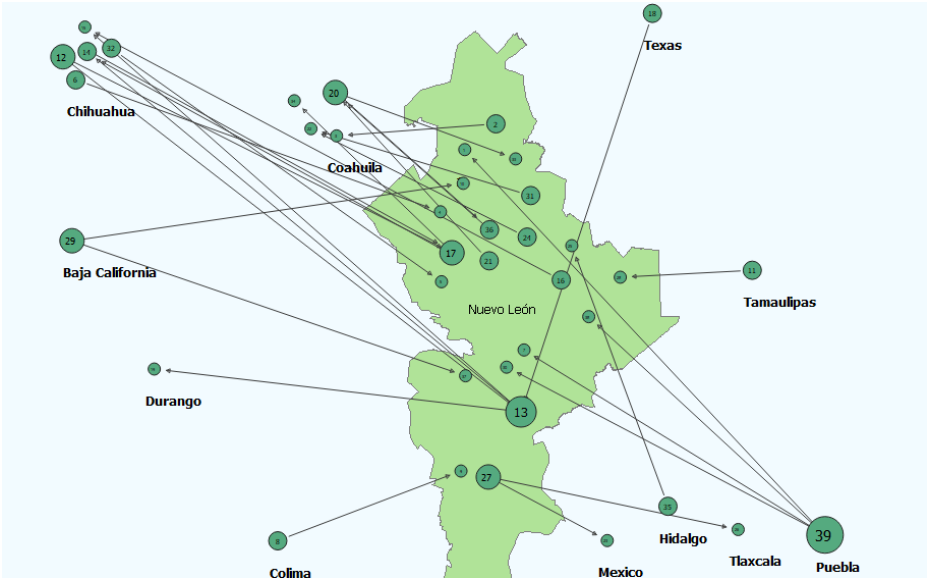 18
Texas
32
14
12
6
Chihuahua
20
2
Coahuila
31
36
24
29
17
21
Baja California
16
11
Tamaulipas
Nuevo León
Durango
13
27
35
8
Hidalgo
39
Tlaxcala
Puebla
Colima
Mexico